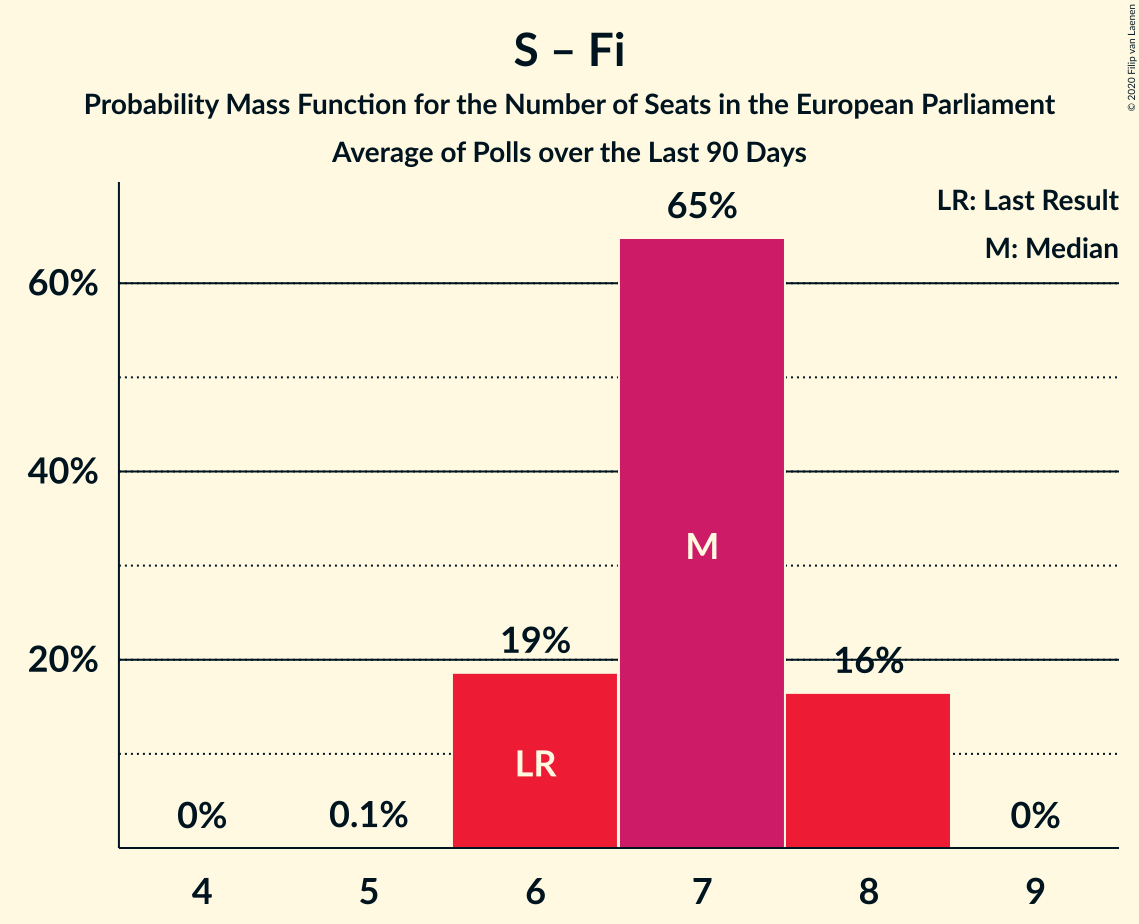 S – Fi
Probability Mass Function for the Number of Seats in the European Parliament
Average of Polls over the Last 90 Days
© 2020 Filip van Laenen
LR: Last Result
M: Median
60%
40%
20%
0%
0.1%
19%
65%
16%
0%
LR
M
4
5
6
7
8
9